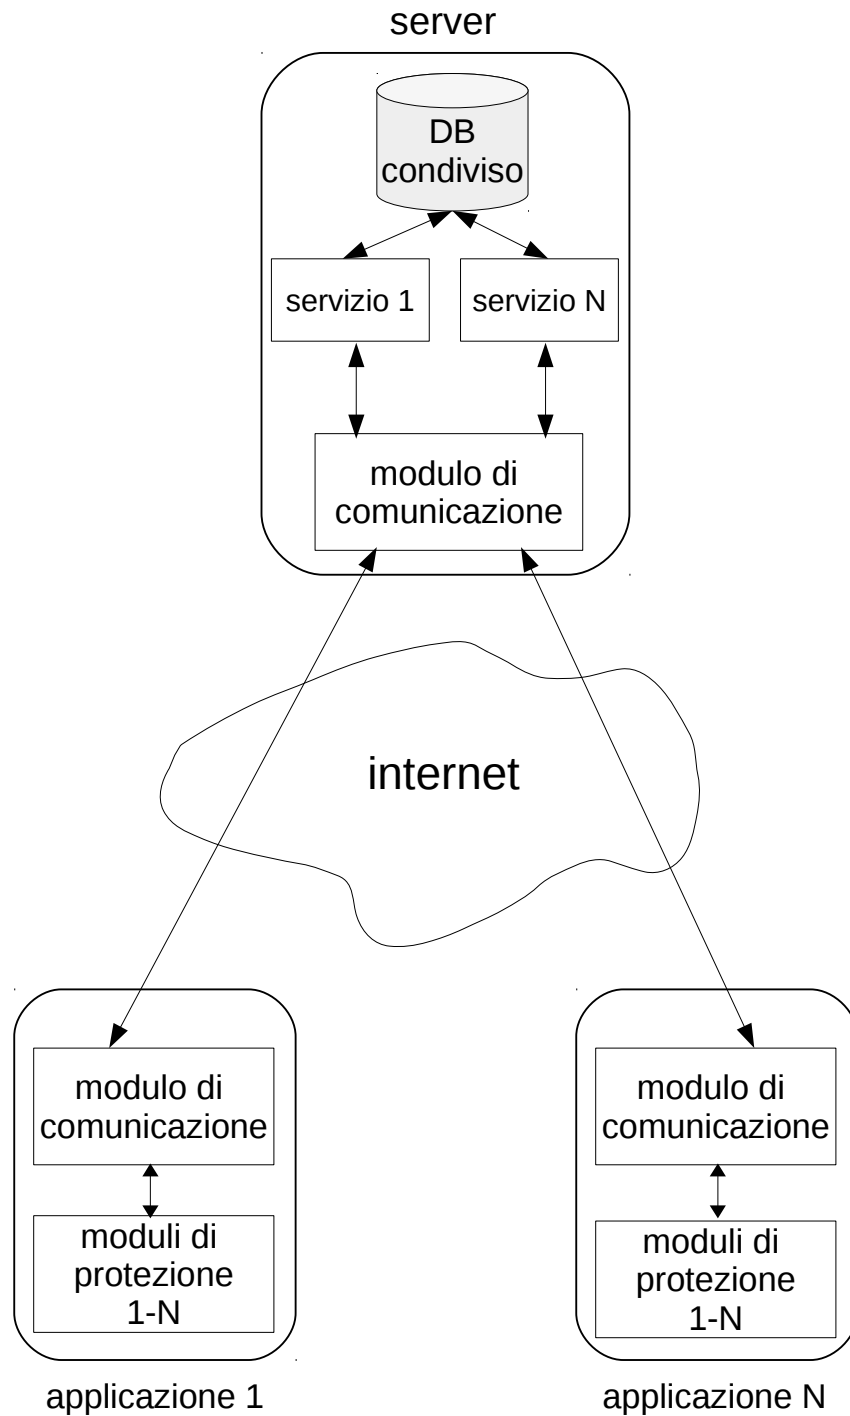 server
DB
condiviso
servizio 1
servizio N
modulo di
comunicazione
internet
modulo di
comunicazione
moduli di
protezione
1-N
applicazione 1
modulo di
comunicazione
moduli di
protezione
1-N
applicazione N